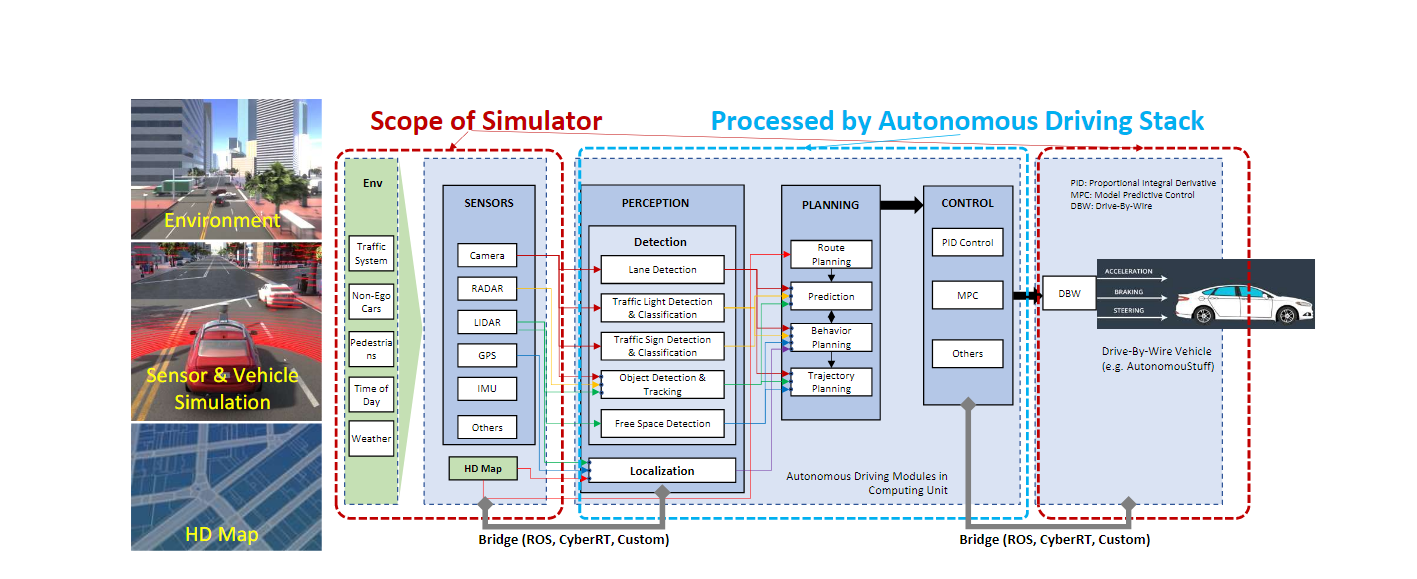 Scope of Simulator
Processed by Autonomous Driving Stack
Environment
Sensor & Vehicle
Simulation
HD Map
Env
Traffic
System
Non-Ego
Cars
Pedestria
ns
Time of
Day
Weather
SENSORS
Camera
RADAR
LIDAR
GPS
IMU
Others
HD Map
PERCEPTION
Detection
Lane Detection
Traffic Light Detection
& Classification
Traffic Sign Detection
& Classification
Object Detection &
Tracking
Free Space Detection
Localization
PLANNING
Route
Planning
Prediction
Behavior
Planning
Trajectory
Planning
Autonomous Driving Modules in
Computing Unit
CONTROL
PID Control
MPC
Others
PID: Proportional Integral Derivative
MPC: Model Predictive Control
DBW: Drive-By-Wire
DBW
ACCELERATION
BRAKING
STEERING
Drive-By-Wire Vehicle
(e.g. AutonomouStuff)
Bridge (ROS, CyberRT, Custom)
Bridge (ROS, CyberRT, Custom)